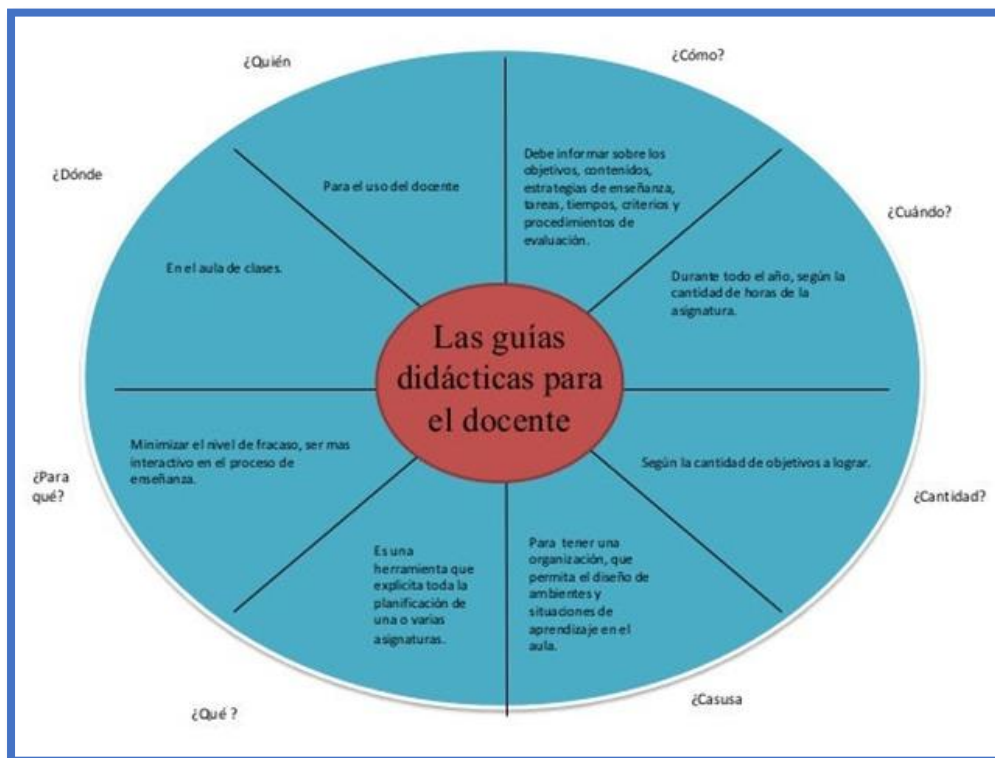 ¿Quién
¿Cómo?
¿Dónde
Para el uso del docente
Debe informar sobre los
objetivos, contenidos,
estrategias de enseñanza,
tareas, tiempos, criterios y
procedimientos de
evaluación.
¿Cuándo?
En el aula de clases.
Durante todo el año, según la
cantidad de horas de la
asignatura.
Las guías
didácticas para
el docente
¿Para
qué?
Minimizar el nivel de fracaso, ser mas
interactivo en el proceso de
enseñanza.
Según la cantidad de objetivos a lograr.
¿Cantidad?
Es una
herramienta que
explicita toda la
planificación de
una o varias
asignaturas.
Para tener una
organización, que
permita el diseño de
ambientes y
situaciones de
aprendizaje en el
aula.
¿Qué ?
¿Casusa